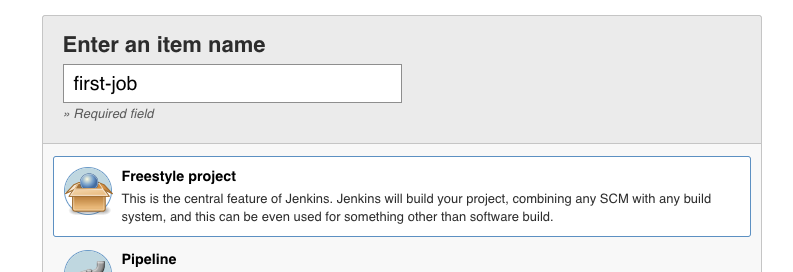 Enter an item name
first-job
» Required field
Freestyle project
This is the central feature of Jenkins. Jenkins will build your project, combining any SCM with any build
system, and this can be even used for something other than software build.
Pipeline